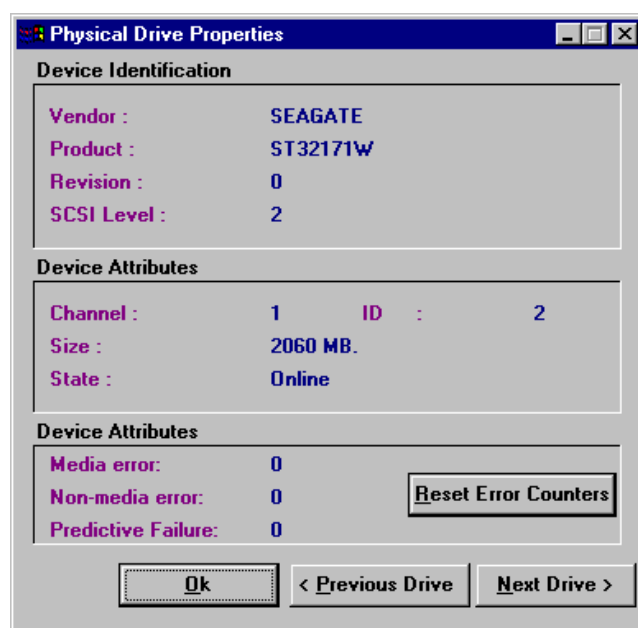 Physical Drive Properties
Device Identification
Vendor : SEAGATE
Product : ST32171W
Revision : 0
SCSI Level : 2
Device Attributes
Channel : 1 ID : 2
Size : 2060 MB.
State : Online
Device Attributes
Media error: 0
Non-media error: 0
Reset Error Counters
Predictive Failure: 0
Ok < Previous Drive Next Drive >